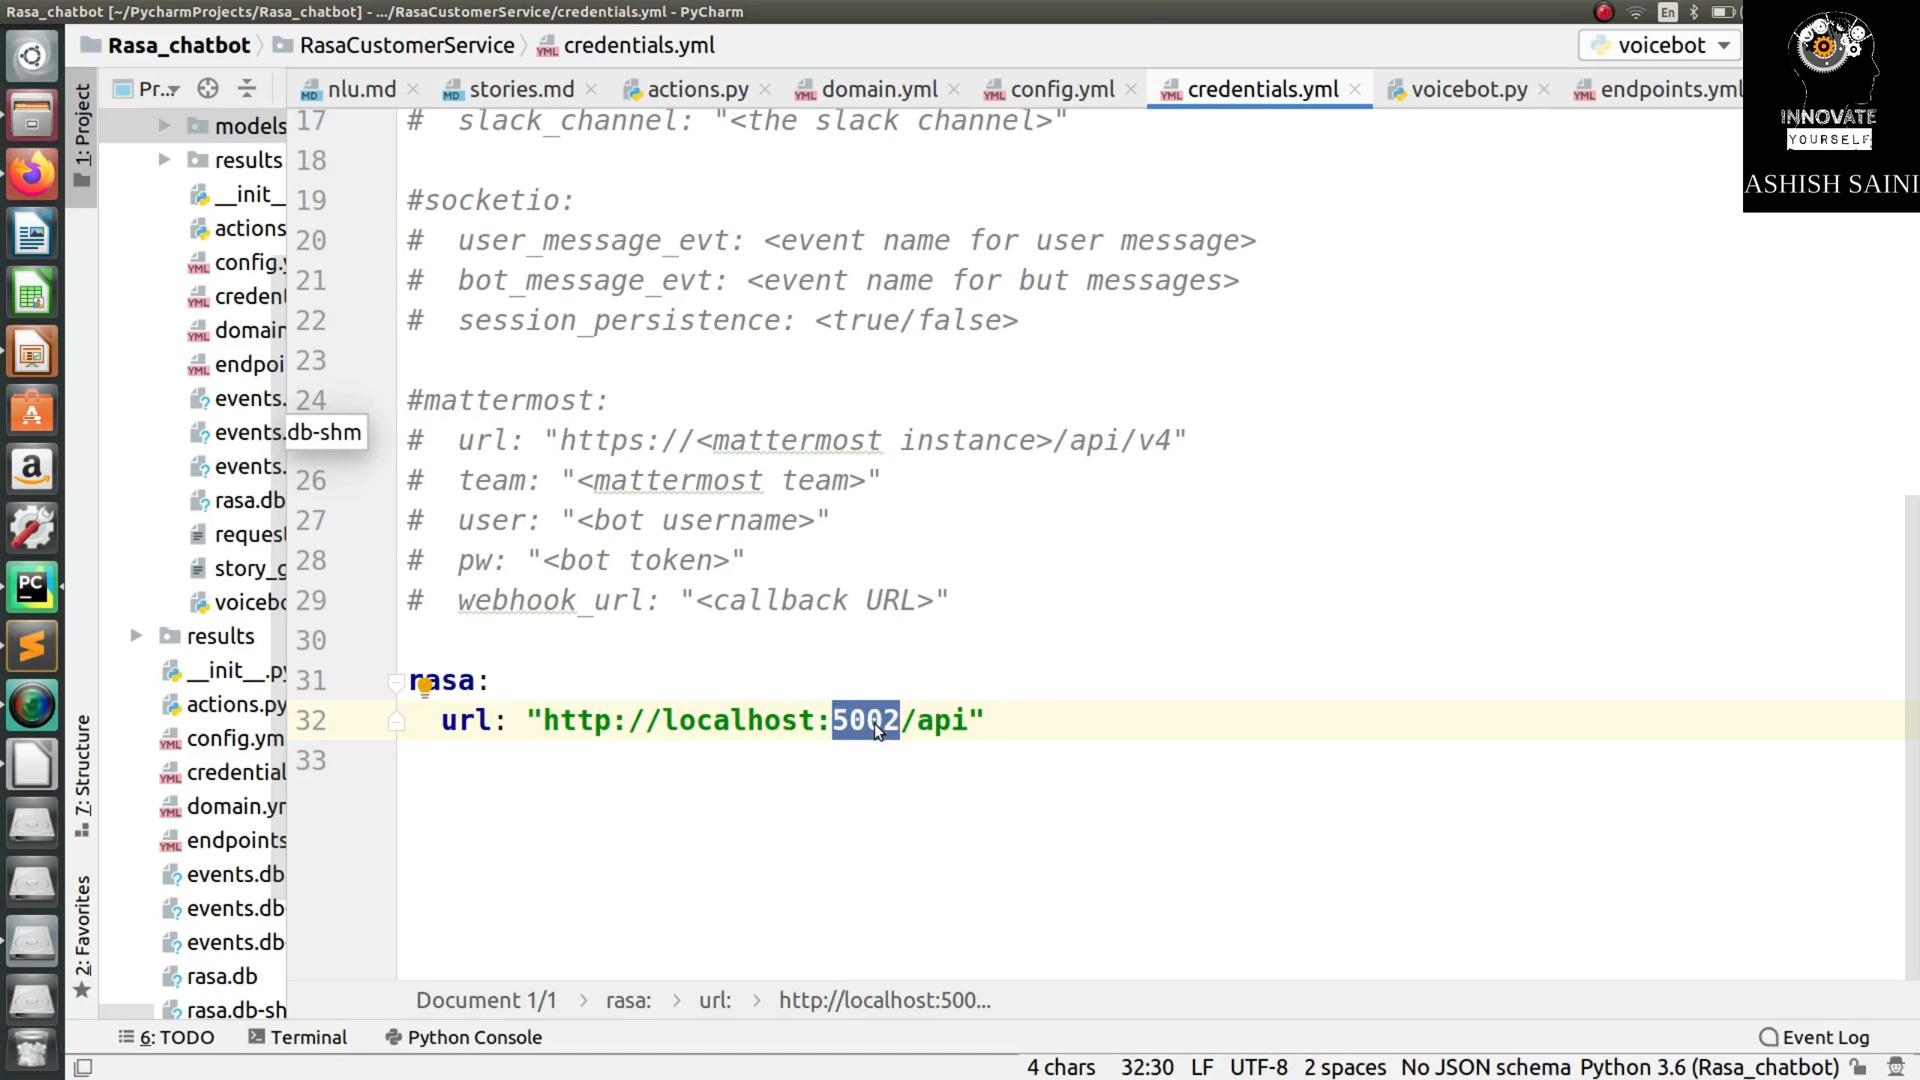 Rasa_chatbot [~/PycharmProjects/Rasa_chatbot] - .../RasaCustomerService/credentials.yml - PyCharm
En
Rasa_chatbot
RasaCustomerService
credentials.yml
voicebot
INNOVATE
YOURSELF
ASHISH SAINI
Pr...
nlu.md
stories.md
actions.py
domain.yml
config.yml
credentials.yml
voicebot.py
endpoints.yml
1: Project
7: Structure
2: Favorites
models
results
__init_
actions
config.y
creden
domain
endpoi
events.
events.db-shm
events.
rasa.db
reques
story_g
voicebo
results
__init__.py
actions.py
config.ym
credential
domain.yn
endpoints
events.db
events.db-
events.db-
rasa.db
rasa.db-sh
17 #  slack_channel: "<the slack channel>"
18
19 #socketio:
20 #  user_message_evt: <event name for user message>
21 #  bot_message_evt: <event name for but messages>
22 #  session_persistence: <true/false>
23
24 #mattermost:
#  url: "https://<mattermost instance>/api/v4"
26 #  team: "<mattermost team>"
27 #  user: "<bot username>"
28 #  pw: "<bot token>"
29 #  webhook_url: "<callback URL>"
30
31 rasa:
32   url: "http://localhost:5002/api"
33
Document 1/1 > rasa: > url: > http://localhost:500...
6: TODO
Terminal
Python Console
Event Log
4 chars 32:30 LF UTF-8 2 spaces No JSON schema Python 3.6 (Rasa_chatbot)